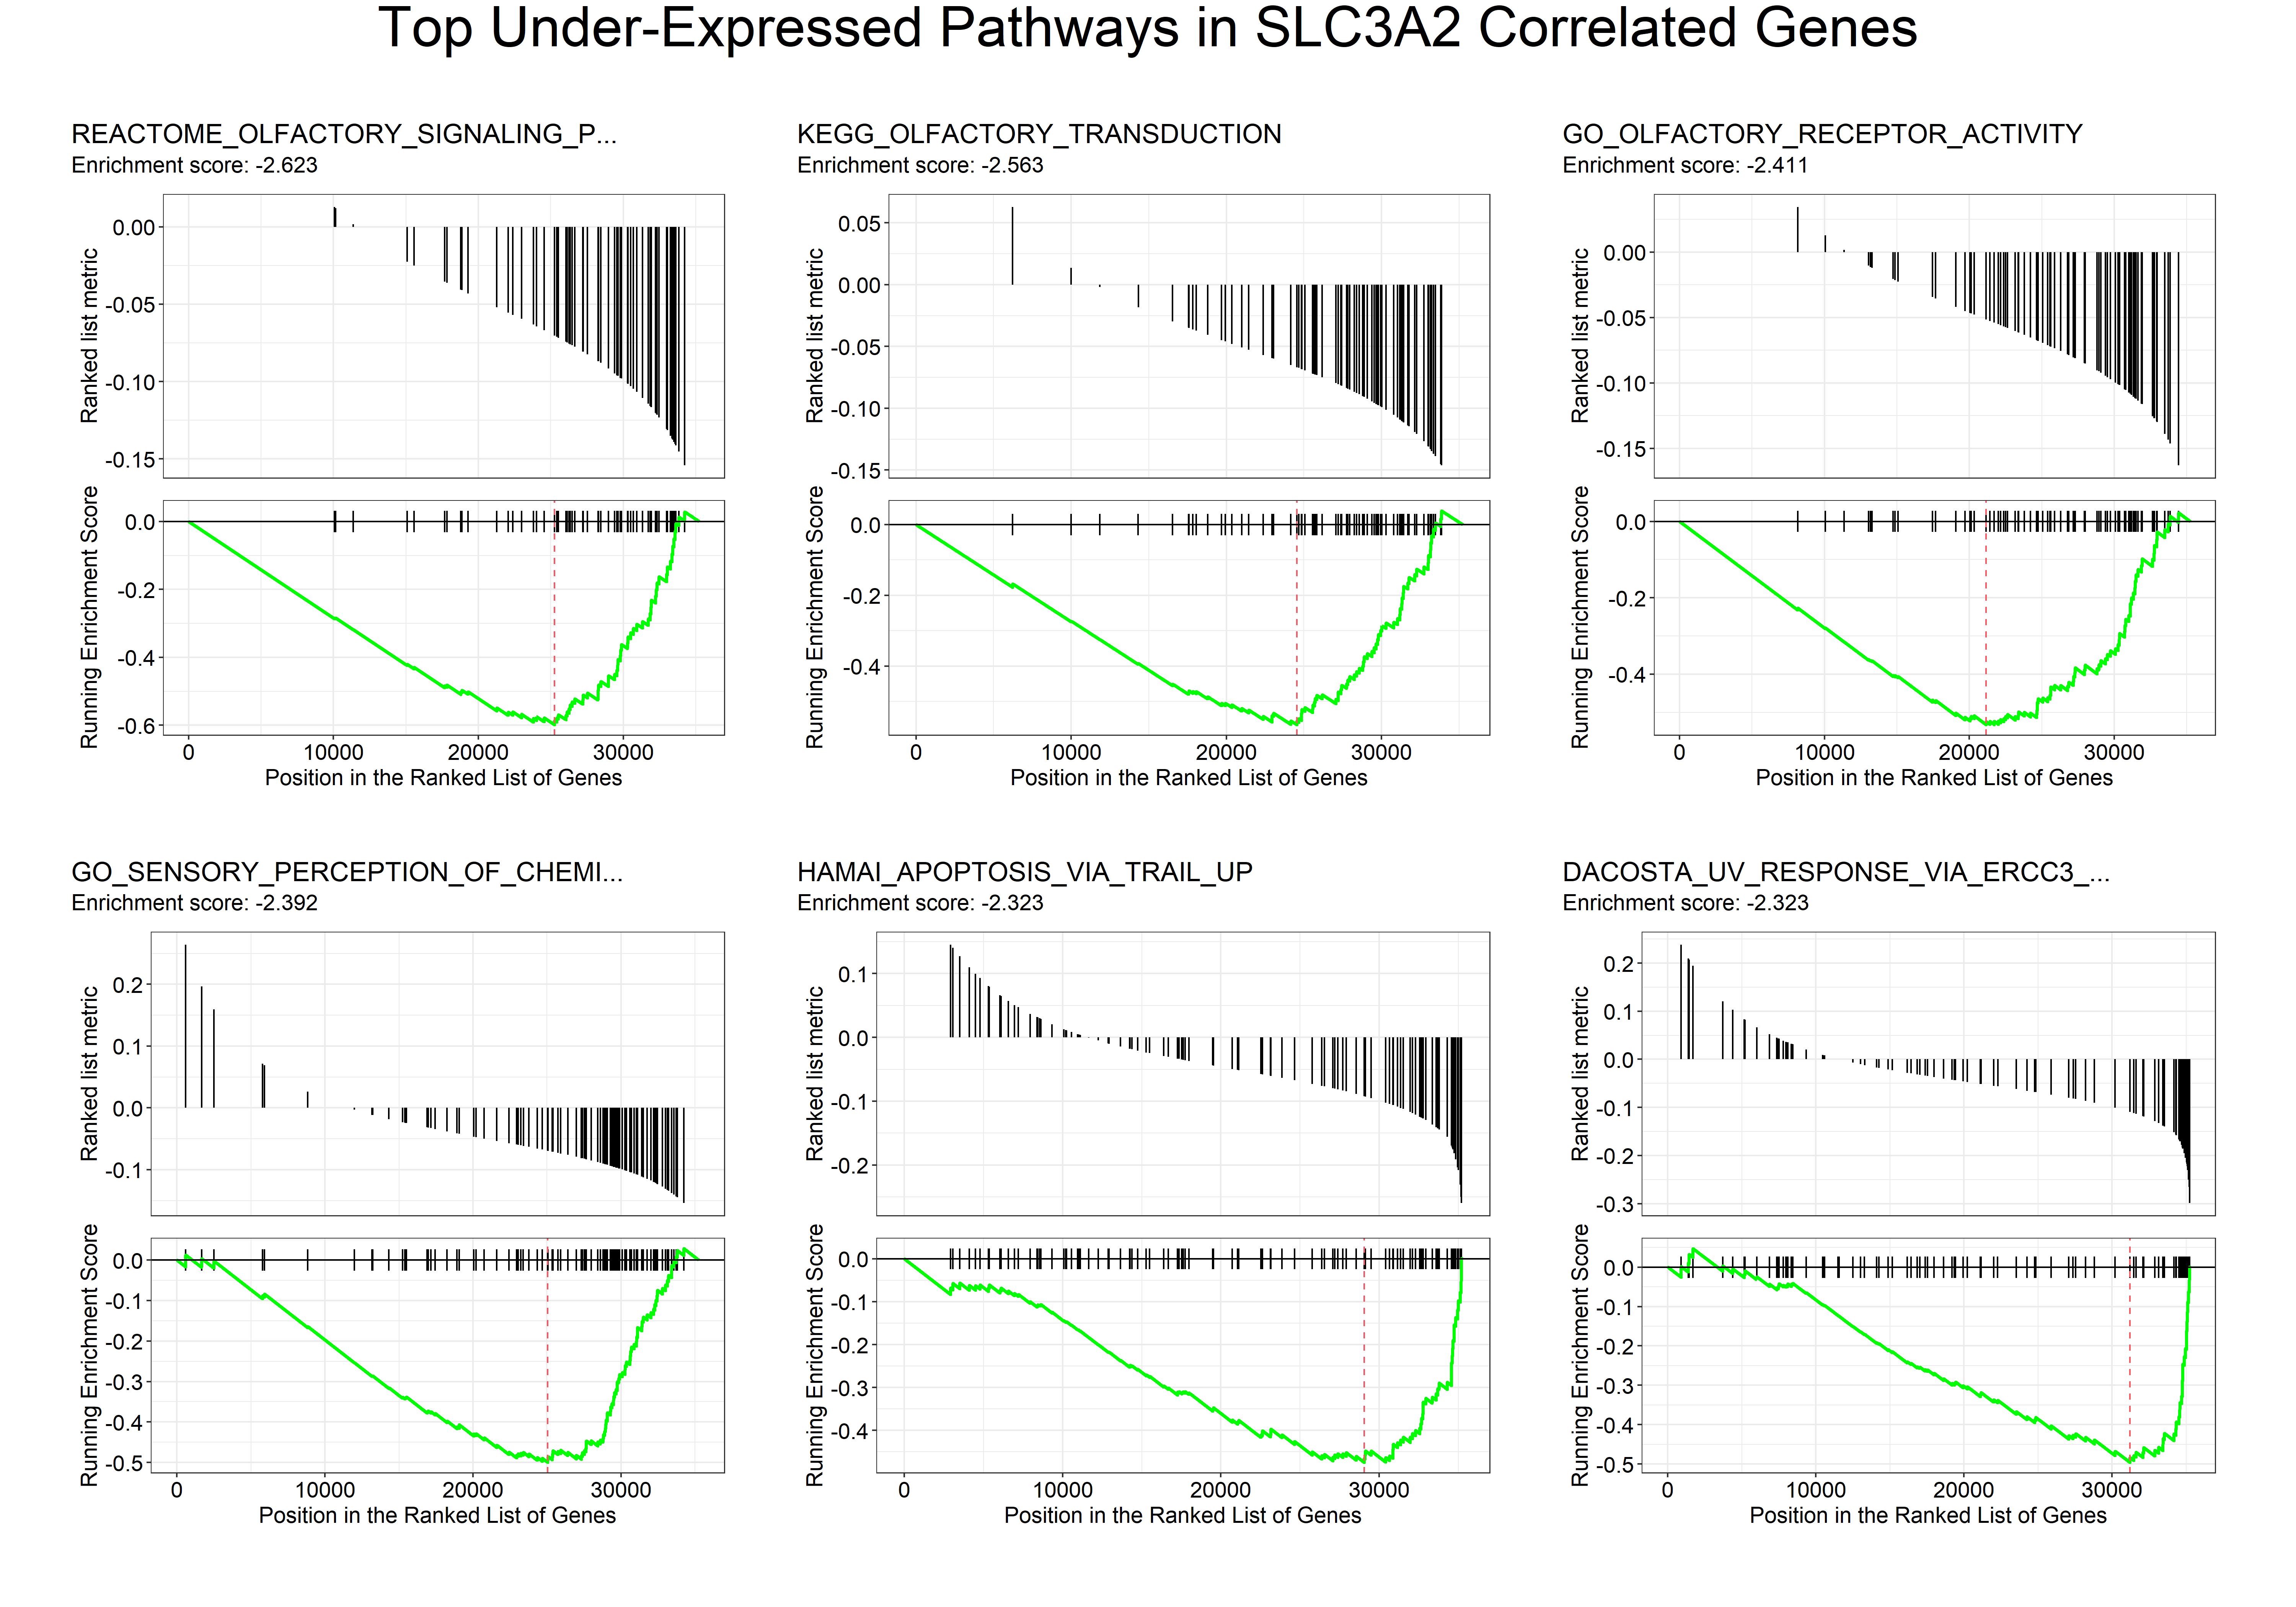 Top Under-Expressed Pathways in SLC3A2 Correlated Genes
REACTOME_OLFACTORY_SIGNALING_P...
Enrichment score: -2.623
Ranked list metric
0.00
-0.05
-0.10
-0.15
Running Enrichment Score
0.0
-0.2
-0.4
-0.6
0 10000 20000 30000
Position in the Ranked List of Genes
KEGG_OLFACTORY_TRANSDUCTION
Enrichment score: -2.563
Ranked list metric
0.05
0.00
-0.05
-0.10
-0.15
Running Enrichment Score
0.0
-0.2
-0.4
0 10000 20000 30000
Position in the Ranked List of Genes
GO_OLFACTORY_RECEPTOR_ACTIVITY
Enrichment score: -2.411
Ranked list metric
0.00
-0.05
-0.10
-0.15
Running Enrichment Score
0.0
-0.2
-0.4
0 10000 20000 30000
Position in the Ranked List of Genes
GO_SENSORY_PERCEPTION_OF_CHEMI...
Enrichment score: -2.392
Ranked list metric
0.2
0.1
0.0
-0.1
Running Enrichment Score
0.0
-0.1
-0.2
-0.3
-0.4
-0.5
0 10000 20000 30000
Position in the Ranked List of Genes
HAMAI_APOPTOSIS_VIA_TRAIL_UP
Enrichment score: -2.323
Ranked list metric
0.1
0.0
-0.1
-0.2
Running Enrichment Score
0.0
-0.1
-0.2
-0.3
-0.4
0 10000 20000 30000
Position in the Ranked List of Genes
DACOSTA_UV_RESPONSE_VIA_ERCC3_...
Enrichment score: -2.323
Ranked list metric
0.2
0.1
0.0
-0.1
-0.2
-0.3
Running Enrichment Score
0.0
-0.1
-0.2
-0.3
-0.4
-0.5
0 10000 20000 30000
Position in the Ranked List of Genes